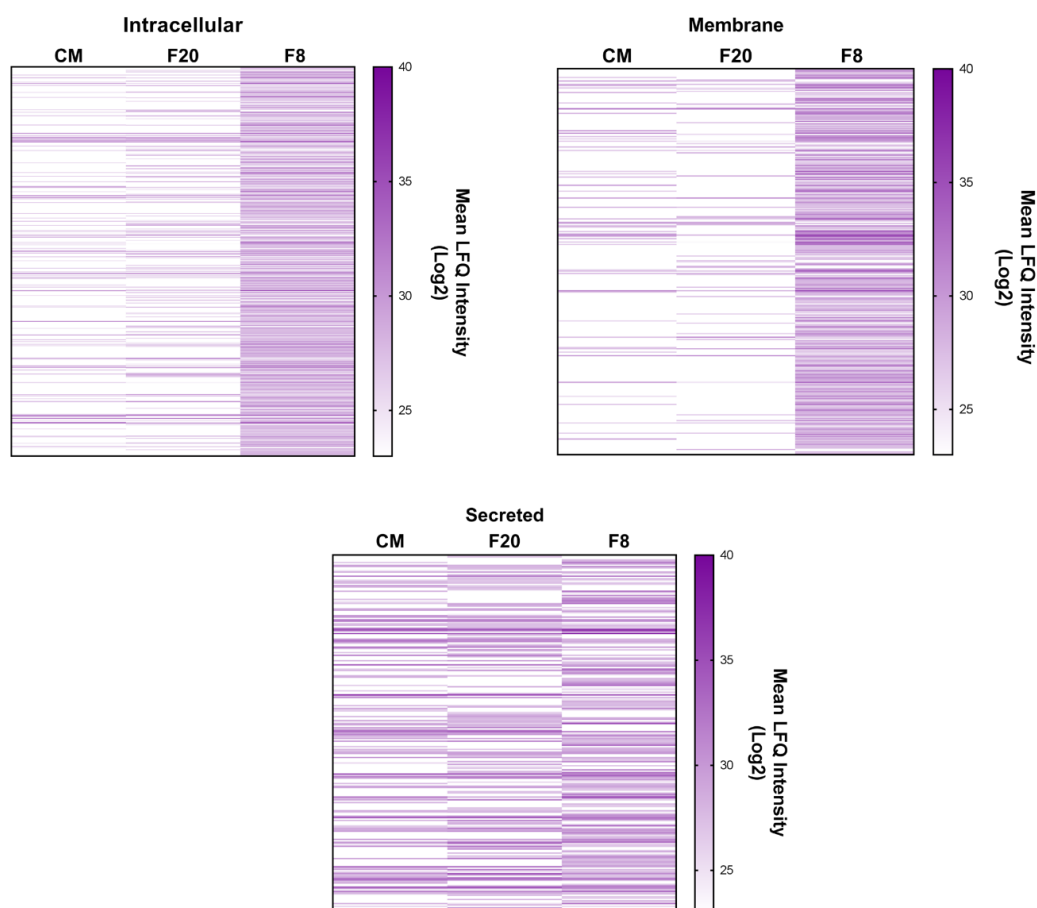 Intracellular
CM F20 F8
40
35
30
25
Mean LFQ Intensity
(Log2)
Membrane
CM F20 F8
40
35
30
25
Mean LFQ Intensity
(Log2)
Secreted
CM F20 F8
40
35
30
25
Mean LFQ Intensity
(Log2)